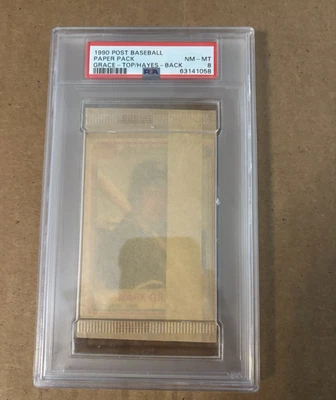 1990 POST BASEBALL
PAPER PACK NM - MT
GRACE - TOP/HAYES - BACK 8
63141058